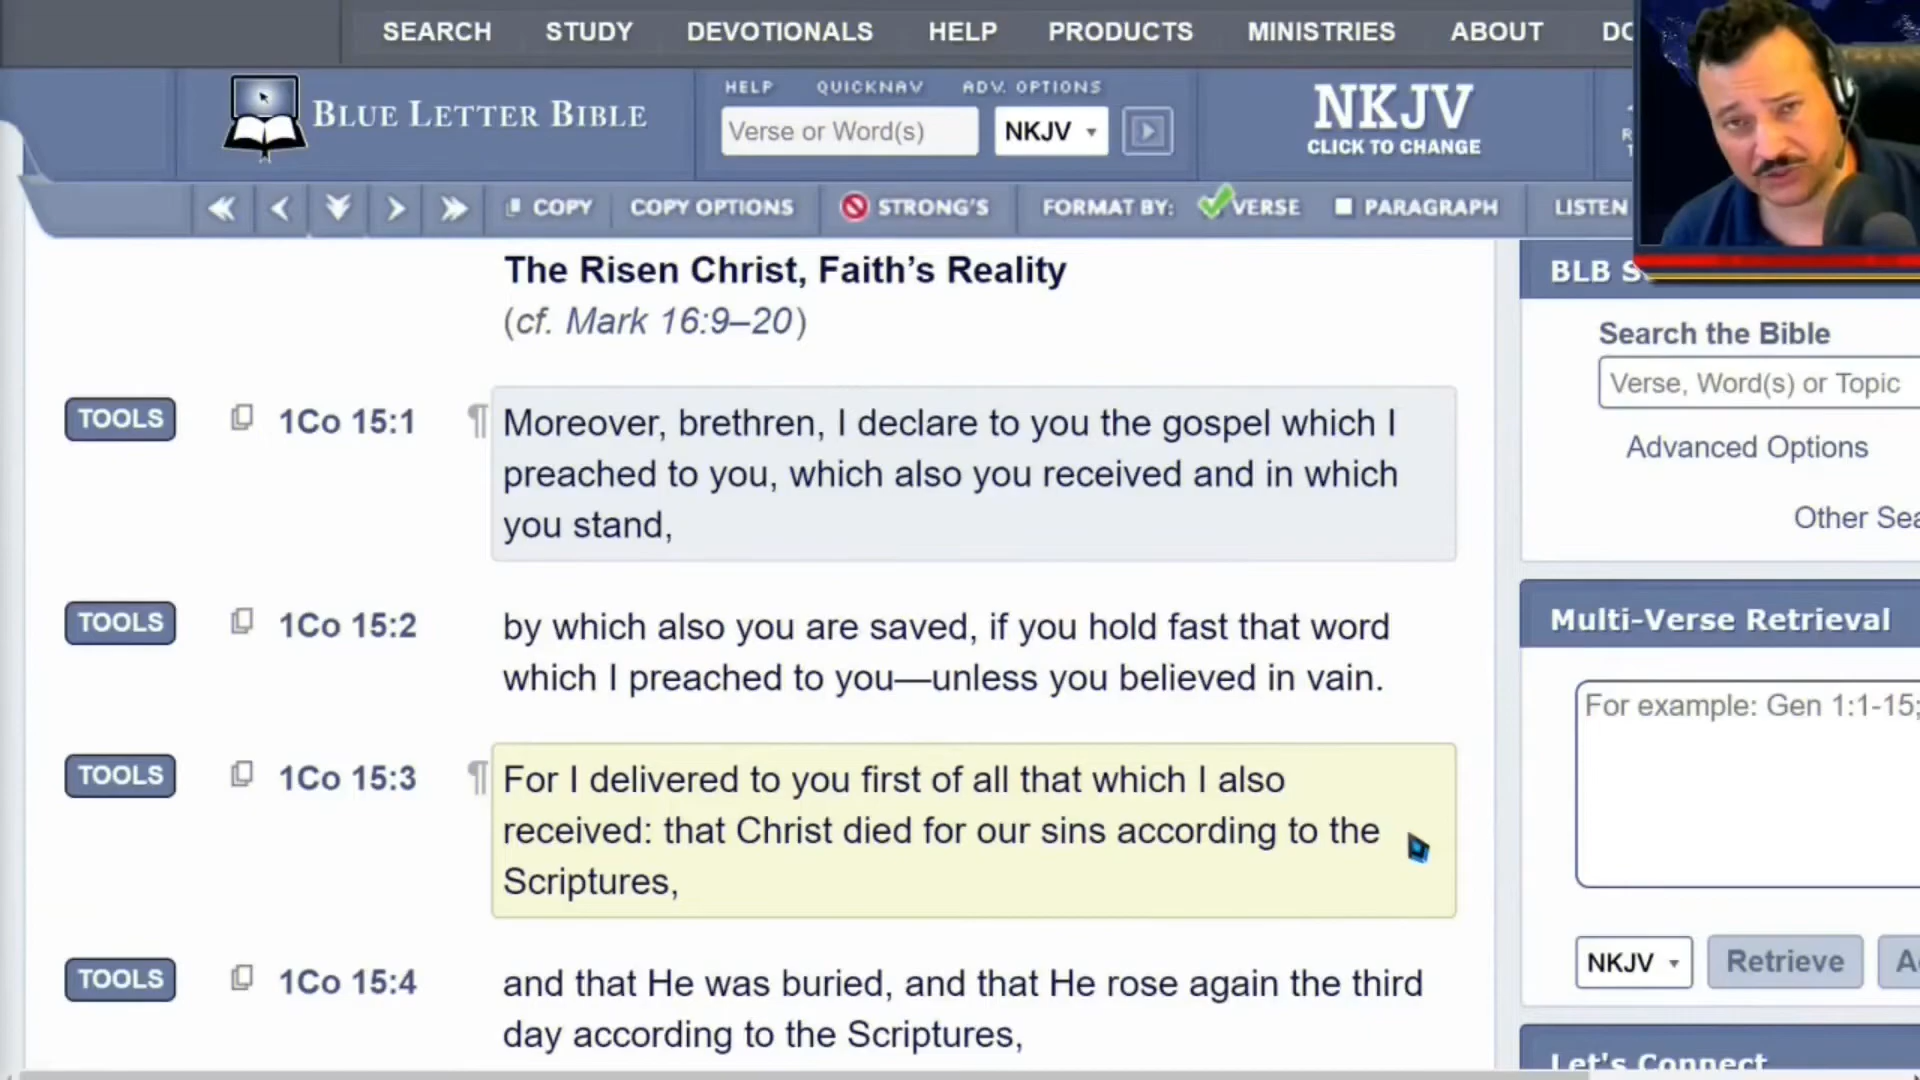 SEARCH STUDY DEVOTIONALS HELP PRODUCTS MINISTRIES ABOUT
HELP QUICKNAV ADV. OPTIONS
BLUE LETTER BIBLE
Verse or Word(s) NKJV
NKJV
CLICK TO CHANGE
COPY COPY OPTIONS STRONG'S FORMAT BY: VERSE PARAGRAPH LISTEN
The Risen Christ, Faith’s Reality
(cf. Mark 16:9–20)
TOOLS 1Co 15:1 ¶ Moreover, brethren, I declare to you the gospel which I
preached to you, which also you received and in which
you stand,
TOOLS 1Co 15:2 by which also you are saved, if you hold fast that word
which I preached to you—unless you believed in vain.
TOOLS 1Co 15:3 ¶ For I delivered to you first of all that which I also
received: that Christ died for our sins according to the
Scriptures,
TOOLS 1Co 15:4 and that He was buried, and that He rose again the third
day according to the Scriptures,
BLB
Search the Bible
Verse, Word(s) or Topic
Advanced Options
Other
Multi-Verse Retrieval
For example: Gen 1:1-15;
NKJV Retrieve
Let's Connect